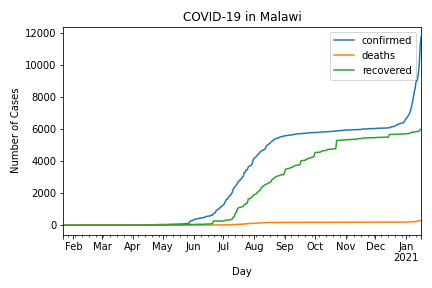 COVID-19 in Malawi
confirmed
deaths
recovered
Number of Cases
12000
10000
8000
6000
4000
2000
0
Feb Mar Apr May Jun Jul Aug Sep Oct Nov Dec Jan
2021
Day